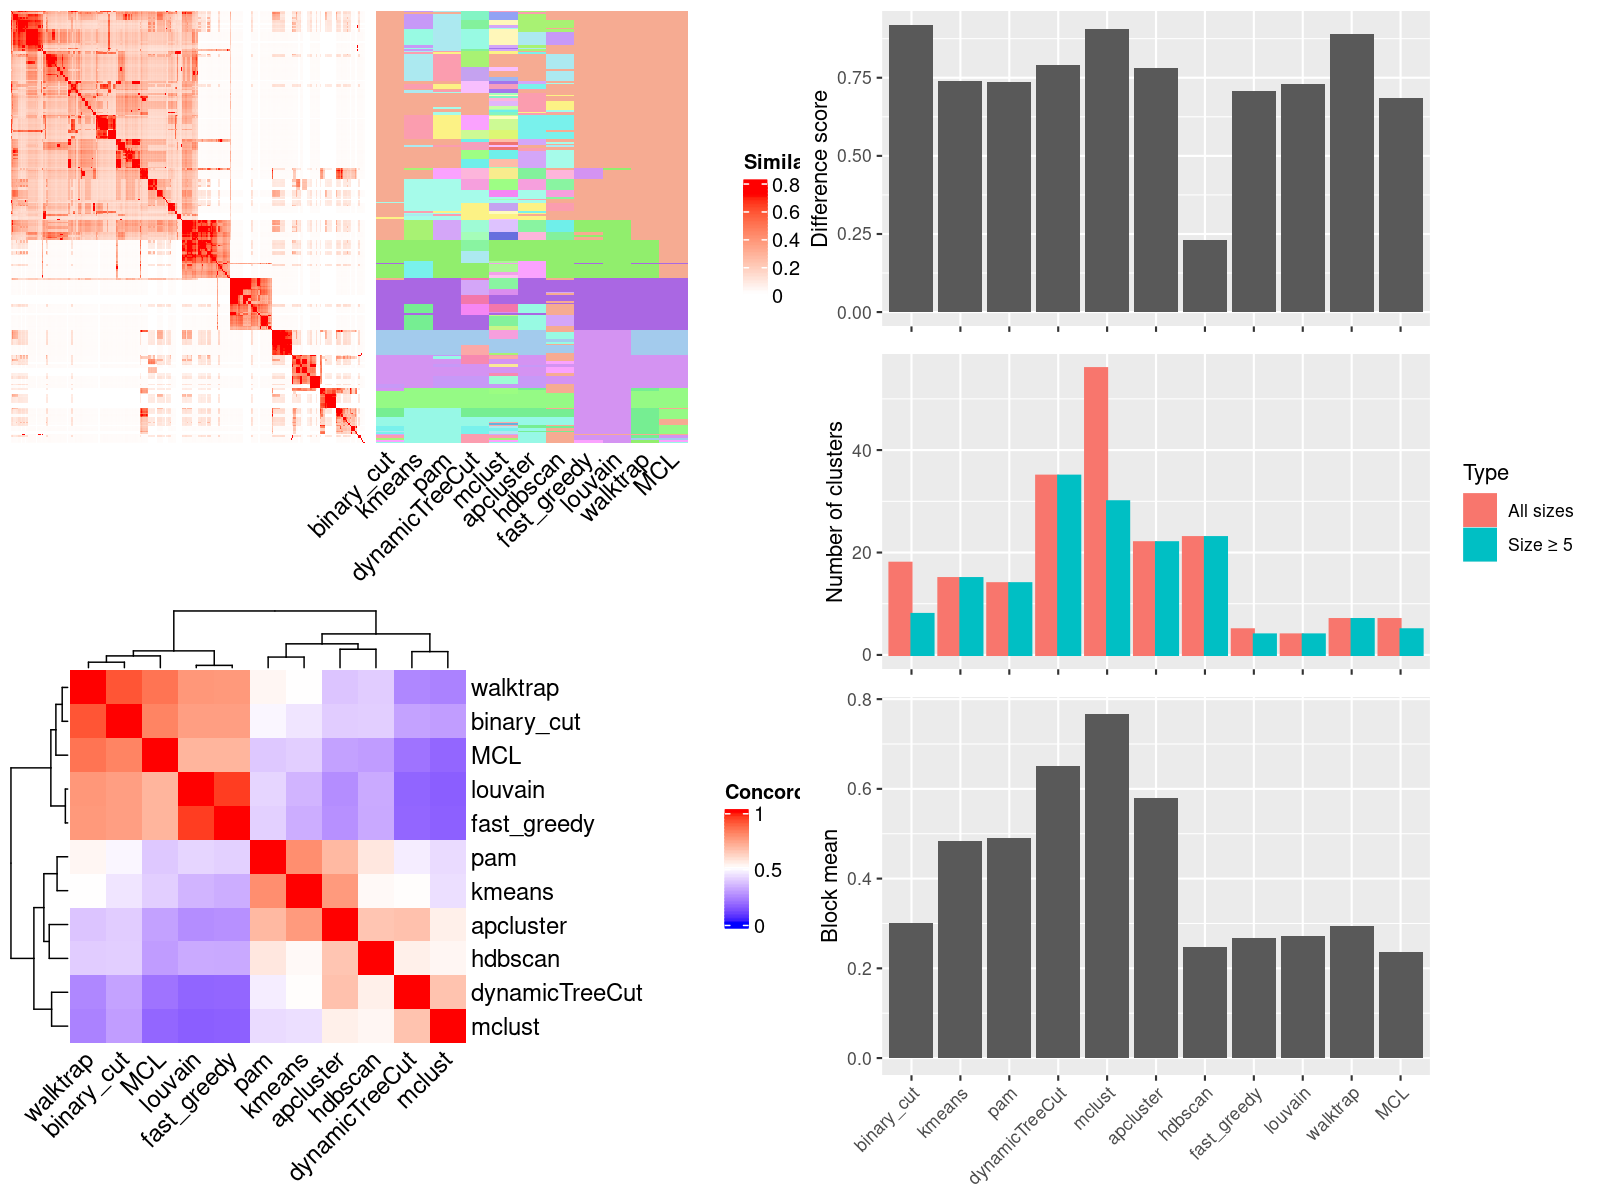 Simila
0.8
0.6
0.4
0.2
0
binary_cut
kmeans
pam
dynamicTreeCut
mclust
apcluster
hdbscan
fast_greedy
louvain
walktrap
MCL
Difference score
0.75
0.50
0.25
0.00
Number of clusters
40
20
0
Type
All sizes
Size ≥ 5
Block mean
0.8
0.6
0.4
0.2
0.0
binary_cut
kmeans
pam
dynamicTreeCut
mclust
apcluster
hdbscan
fast_greedy
louvain
walktrap
MCL
walktrap
binary_cut
MCL
louvain
fast_greedy
pam
kmeans
apcluster
hdbscan
dynamicTreeCut
mclust
walktrap
binary_cut
MCL
louvain
fast_greedy
pam
kmeans
apcluster
hdbscan
dynamicTreeCut
mclust
Concord
1
0.5
0